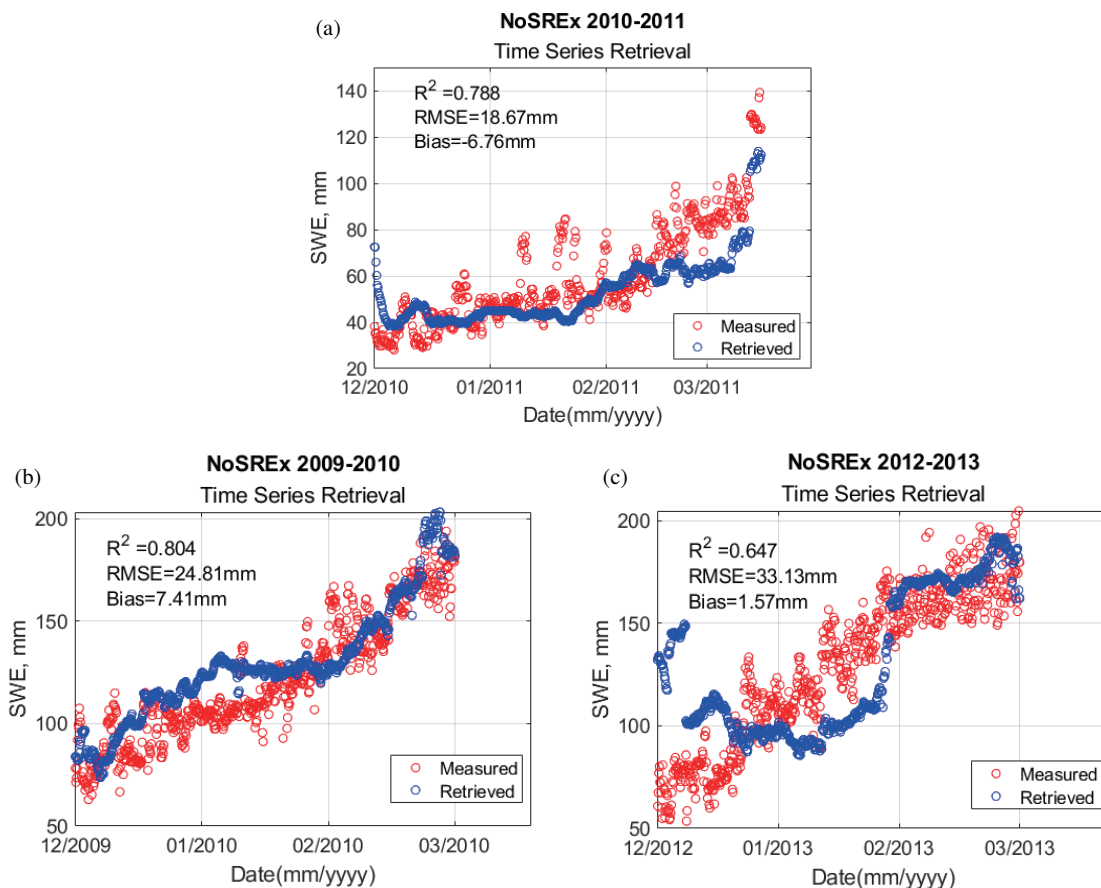 (a)
NoSREx 2010-2011
Time Series Retrieval
R² =0.788
RMSE=18.67mm
Bias=-6.76mm
140
120
100
80
60
40
20
SWE, mm
Measured
Retrieved
12/2010 01/2011 02/2011 03/2011
Date(mm/yyyy)
(b)
NoSREx 2009-2010
Time Series Retrieval
R² =0.804
RMSE=24.81mm
Bias=7.41mm
200
150
100
50
SWE, mm
Measured
Retrieved
12/2009 01/2010 02/2010 03/2010
Date(mm/yyyy)
(c)
NoSREx 2012-2013
Time Series Retrieval
R² =0.647
RMSE=33.13mm
Bias=1.57mm
200
150
100
50
SWE, mm
Measured
Retrieved
12/2012 01/2013 02/2013 03/2013
Date(mm/yyyy)